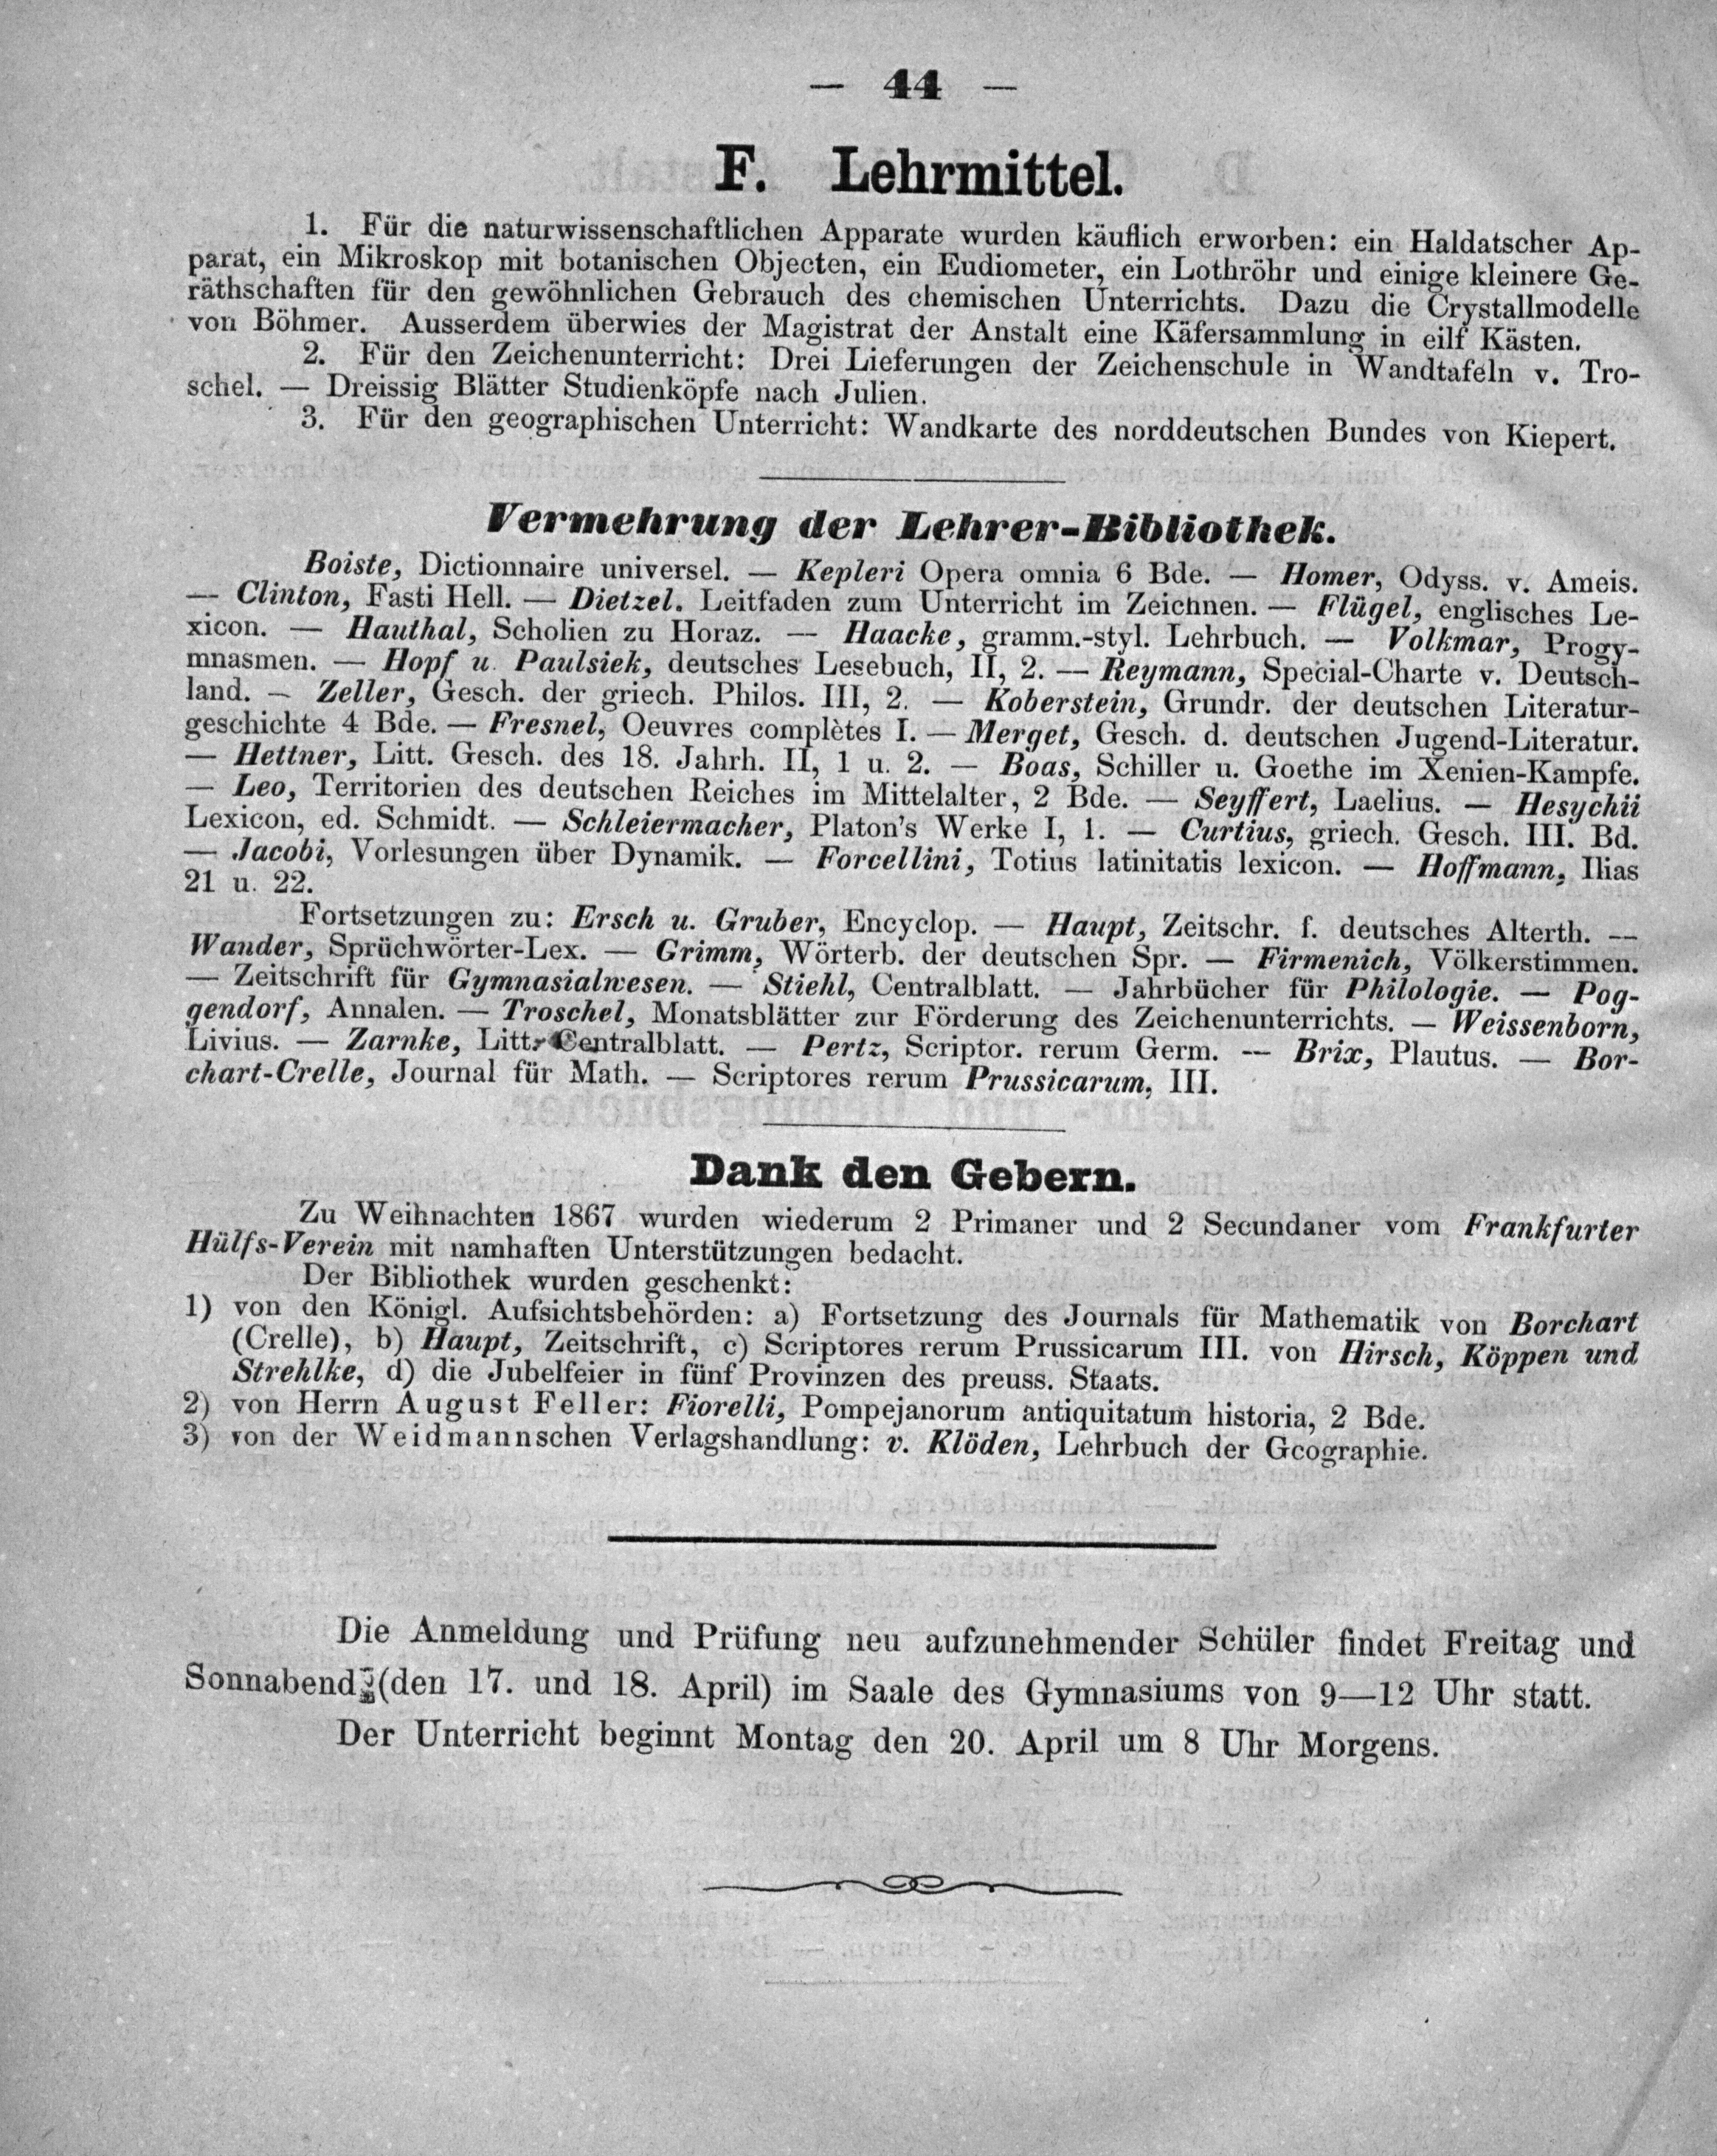 — 44 —
F. Lehrmittel.
1. Für die naturwissenschaftlichen Apparate wurden käuflich erworben: ein Haldatscher Ap-
parat, ein Mikroskop mit botanischen Objecten, ein Eudiometer, ein Lothröhr und einige kleinere Ge-
räthschaften für den gewöhnlichen Gebrauch des chemischen Unterrichts. Dazu die Crystallmodelle
von Böhmer. Ausserdem überwies der Magistrat der Anstalt eine Käfersammlung in eilf Kästen.
2. Für den Zeichenunterricht: Drei Lieferungen der Zeichenschule in Wandtafeln v. Tro-
schel. — Dreissig Blätter Studienköpfe nach Julien.
3. Für den geographischen Unterricht: Wandkarte des norddeutschen Bundes von Kiepert.
Vermehrung der Lehrer-Bibliothek.
Boiste, Dictionnaire universel. — Kepleri Opera omnia 6 Bde. — Homer, Odyss. v. Ameis.
— Clinton, Fasti Hell. — Dietzel. Leitfaden zum Unterricht im Zeichnen. — Flügel, englisches Le-
xicon. — Hauthal, Scholien zu Horaz. — Haacke, gramm.-styl. Lehrbuch. — Volkmar, Progy-
mnasmen. — Hopf u. Paulsiek, deutsches Lesebuch, II, 2. — Reymann, Special-Charte v. Deutsch-
land. — Zeller, Gesch. der griech. Philos. III, 2. — Koberstein, Grundr. der deutschen Literatur-
geschichte 4 Bde. — Fresnel, Oeuvres complètes I. — Merget, Gesch. d. deutschen Jugend-Literatur.
— Hettner, Litt. Gesch. des 18. Jahrh. II, 1 u. 2. — Boas, Schiller u. Goethe im Xenien-Kampfe.
— Leo, Territorien des deutschen Reiches im Mittelalter, 2 Bde. — Seyffert, Laelius. — Hesychii
Lexicon, ed. Schmidt. — Schleiermacher, Platon's Werke I, 1. — Curtius, griech. Gesch. III. Bd.
— Jacobi, Vorlesungen über Dynamik. — Forcellini, Totius latinitatis lexicon. — Hoffmann, Ilias
21 u. 22.
Fortsetzungen zu: Ersch u. Gruber, Encyclop. — Haupt, Zeitschr. f. deutsches Alterth. —
Wander, Sprüchwörter-Lex. — Grimm, Wörterb. der deutschen Spr. — Firmenich, Völkerstimmen.
— Zeitschrift für Gymnasialwesen. — Stiehl, Centralblatt. — Jahrbücher für Philologie. — Pog-
gendorf, Annalen. — Troschel, Monatsblätter zur Förderung des Zeichenunterrichts. — Weissenborn,
Livius. — Zarnke, Litt. Centralblatt. — Pertz, Scriptor. rerum Germ. — Brix, Plautus. — Bor-
chart-Crelle, Journal für Math. — Scriptores rerum Prussicarum, III.
Dank den Gebern.
Zu Weihnachten 1867 wurden wiederum 2 Primaner und 2 Secundaner vom Frankfurter
Hülfs-Verein mit namhaften Unterstützungen bedacht.
Der Bibliothek wurden geschenkt:
1) von den Königl. Aufsichtsbehörden: a) Fortsetzung des Journals für Mathematik von Borchart
(Crelle), b) Haupt, Zeitschrift, c) Scriptores rerum Prussicarum III. von Hirsch, Köppen und
Strehlke, d) die Jubelfeier in fünf Provinzen des preuss. Staats.
2) von Herrn August Feller: Fiorelli, Pompejanorum antiquitatum historia, 2 Bde.
3) von der Weidmannschen Verlagshandlung: v. Klöden, Lehrbuch der Gcographie.
Die Anmeldung und Prüfung neu aufzunehmender Schüler findet Freitag und
Sonnabend (den 17. und 18. April) im Saale des Gymnasiums von 9—12 Uhr statt.
Der Unterricht beginnt Montag den 20. April um 8 Uhr Morgens.